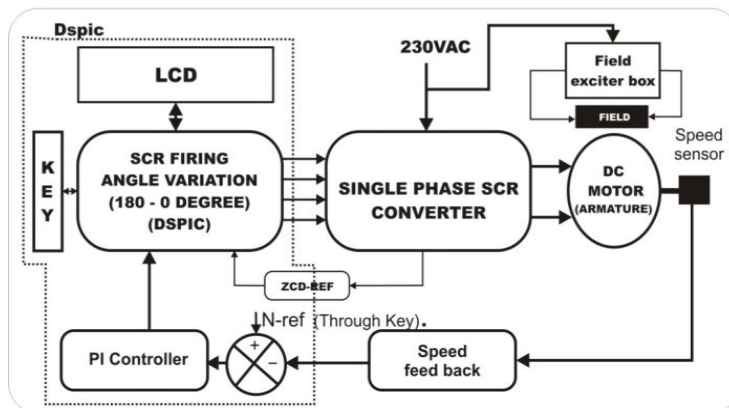 Dspic
LCD
230VAC
Field
exciter box
FIELD
Speed
sensor
K
E
Y
SCR FIRING
ANGLE VARIATION
(180 - 0 DEGREE)
(DSPIC)
SINGLE PHASE SCR
CONVERTER
DC
MOTOR
(ARMATURE)
ZCD-REF
N-ref (Through Key).
PI Controller
+
−
Speed
feed back